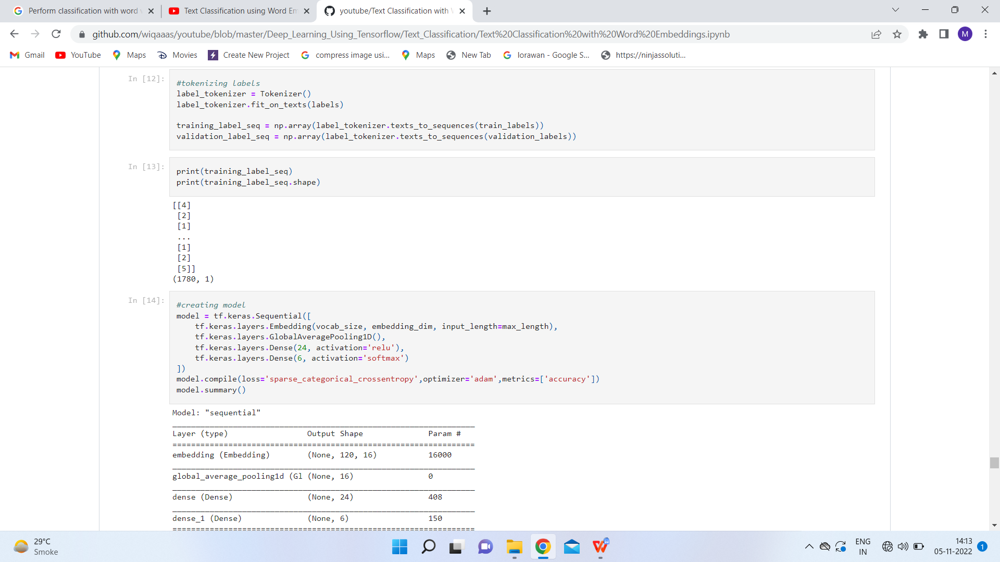 Perform classification with word v
Text Classification using Word Em
youtube/Text Classification with W
github.com/wiqaaas/youtube/blob/master/Deep_Learning_Using_Tensorflow/Text_Classification/Text%20Classification%20with%20Word%20Embeddings.ipynb
M
Gmail
YouTube
Maps
Movies
Create New Project
compress image usi...
Maps
New Tab
lorawan - Google S...
https://ninjassoluti...
In [12]:
#tokenizing labels
label_tokenizer = Tokenizer()
label_tokenizer.fit_on_texts(labels)
training_label_seq = np.array(label_tokenizer.texts_to_sequences(train_labels))
validation_label_seq = np.array(label_tokenizer.texts_to_sequences(validation_labels))
In [13]:
print(training_label_seq)
print(training_label_seq.shape)
[[4]
[2]
[1]
...
[1]
[2]
[5]]
(1780, 1)
In [14]:
#creating model
model = tf.keras.Sequential([
tf.keras.layers.Embedding(vocab_size, embedding_dim, input_length=max_length),
tf.keras.layers.GlobalAveragePooling1D(),
tf.keras.layers.Dense(24, activation='relu'),
tf.keras.layers.Dense(6, activation='softmax')
])
model.compile(loss='sparse_categorical_crossentropy',optimizer='adam',metrics=['accuracy'])
model.summary()
Model: "sequential"
_________________________________________________________________
Layer (type) Output Shape Param #
=================================================================
embedding (Embedding) (None, 120, 16) 16000
_________________________________________________________________
global_average_pooling1d (Gl (None, 16) 0
_________________________________________________________________
dense (Dense) (None, 24) 408
_________________________________________________________________
dense_1 (Dense) (None, 6) 150
=================================================================
29°C
Smoke
ENG
IN
14:13
05-11-2022
1